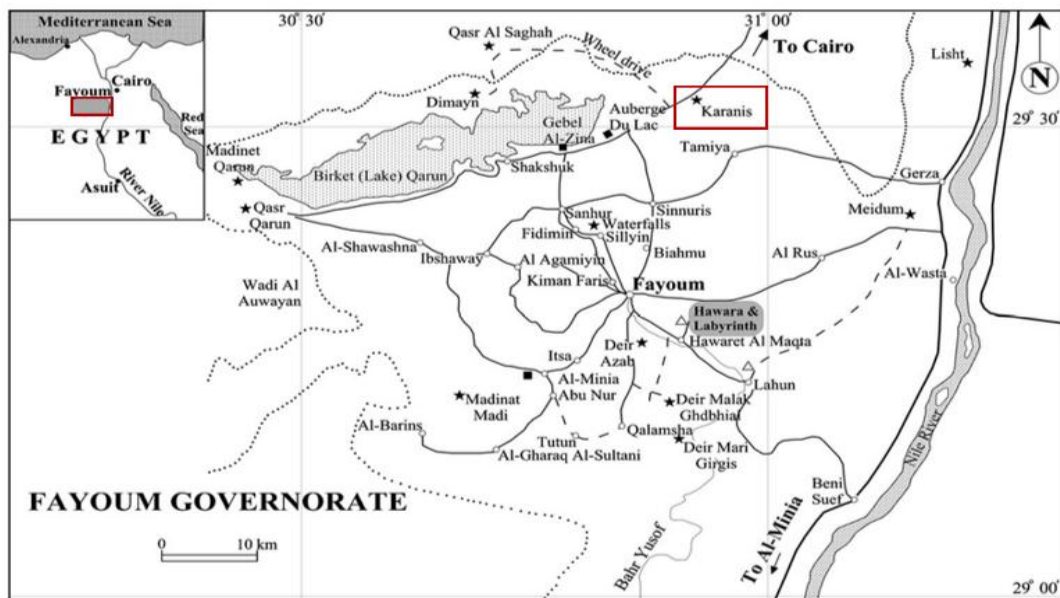 Mediterranean Sea
Alexandria
Cairo
Fayoum
E G Y P T
Red
Sea
Asuit
River Nile
30° 30'
31° 00'
Qasr Al Saghah
Wheel drive
To Cairo
Lisht
N
Dimayn
Karanis
29° 30'
Auberge
Du Lac
Gebel
Al-Zina
Madinet
Qarun
Birket (Lake) Qarun
Shakshuk
Tamiya
Gerza
Qasr
Qarun
Sanhur
Sinnuris
Meidum
Waterfalls
Fidimin
Sillyin
Al-Shawashna
Ibshaway
Al Agamiyin
Biahmu
Al Rus
Kiman Faris
Fayoum
Al-Wasta
Wadi Al
Auwayan
Hawara &
Labyrinth
Hawaret Al Maqta
Deir
Azab
Itsa
Al-Minia
Abu Nur
Lahun
Madinat
Madi
Deir Malak
Ghdbhial
Al-Barins
Qalamsha
Tutun
Al-Gharaq Al-Sultani
Deir Mari
Girgis
Nile River
Beni
Suef
FAYOUM GOVERNORATE
0 10 km
Bahr Yusof
To Al-Minia
29° 00'